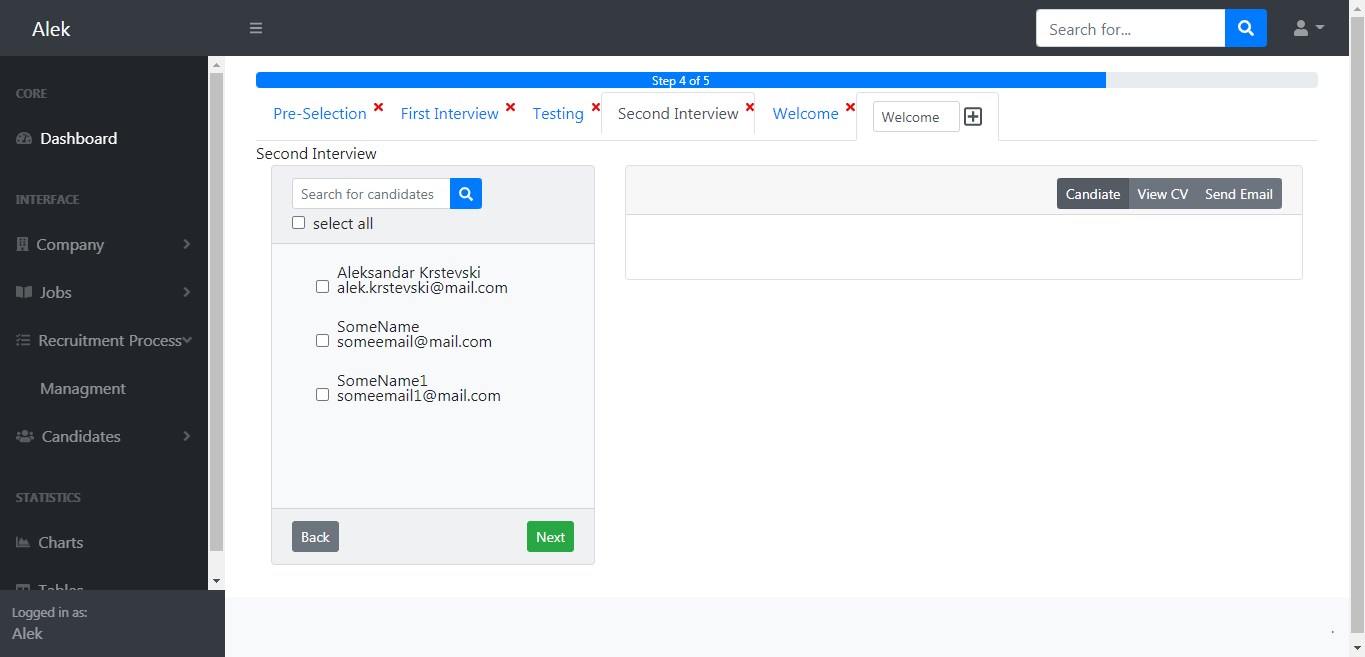 Alek
Search for...
CORE
Dashboard
INTERFACE
Company
Jobs
Recruitment Process
Managment
Candidates
STATISTICS
Charts
Tables
Logged in as:
Alek
Step 4 of 5
Pre-Selection First Interview Testing Second Interview Welcome Welcome
Second Interview
Search for candidates
select all
Aleksandar Krstevski
alek.krstevski@mail.com
SomeName
someemail@mail.com
SomeName1
someemail1@mail.com
Back Next
Candiate View CV Send Email
.